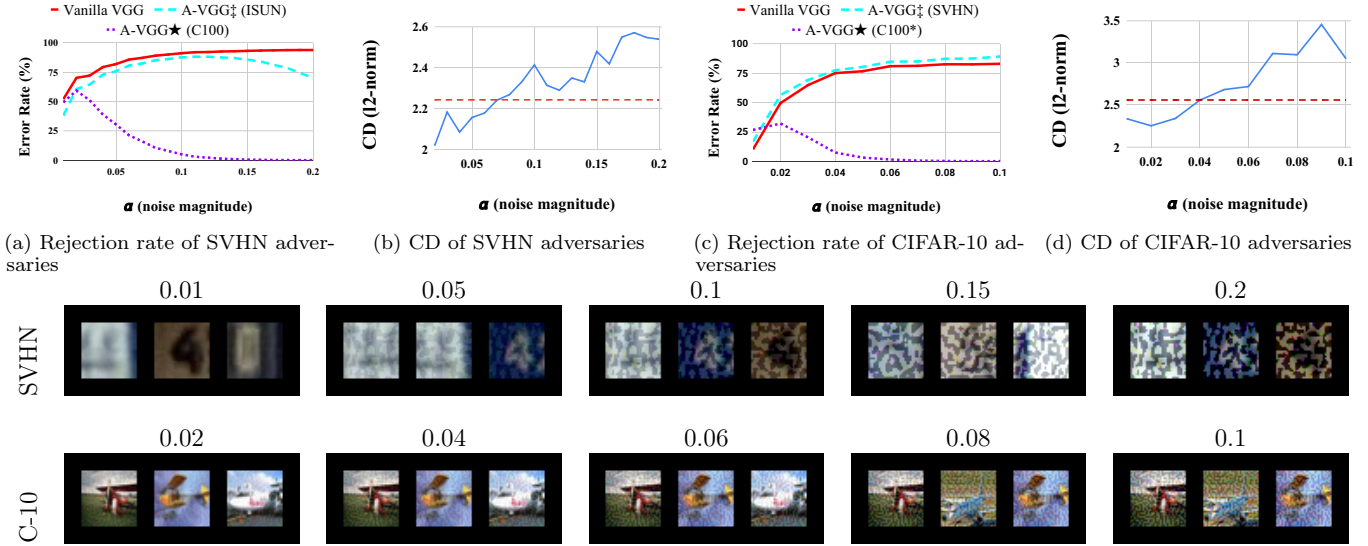 Vanilla VGG A-VGG‡ (ISUN)
A-VGG★ (C100)
Error Rate (%)
100
75
50
25
0
0.05 0.1 0.15 0.2
α (noise magnitude)
(a) Rejection rate of SVHN adver-
saries
CD (l2-norm)
2.6
2.4
2.2
2
0.05 0.1 0.15 0.2
α (noise magnitude)
(b) CD of SVHN adversaries
Vanilla VGG A-VGG‡ (SVHN)
A-VGG★ (C100*)
Error Rate (%)
100
75
50
25
0
0.02 0.04 0.06 0.08 0.1
α (noise magnitude)
(c) Rejection rate of CIFAR-10 ad-
versaries
CD (l2-norm)
3.5
3
2.5
2
0.02 0.04 0.06 0.08 0.1
α (noise magnitude)
(d) CD of CIFAR-10 adversaries
0.01 0.05 0.1 0.15 0.2
SVHN
0.02 0.04 0.06 0.08 0.1
C-10